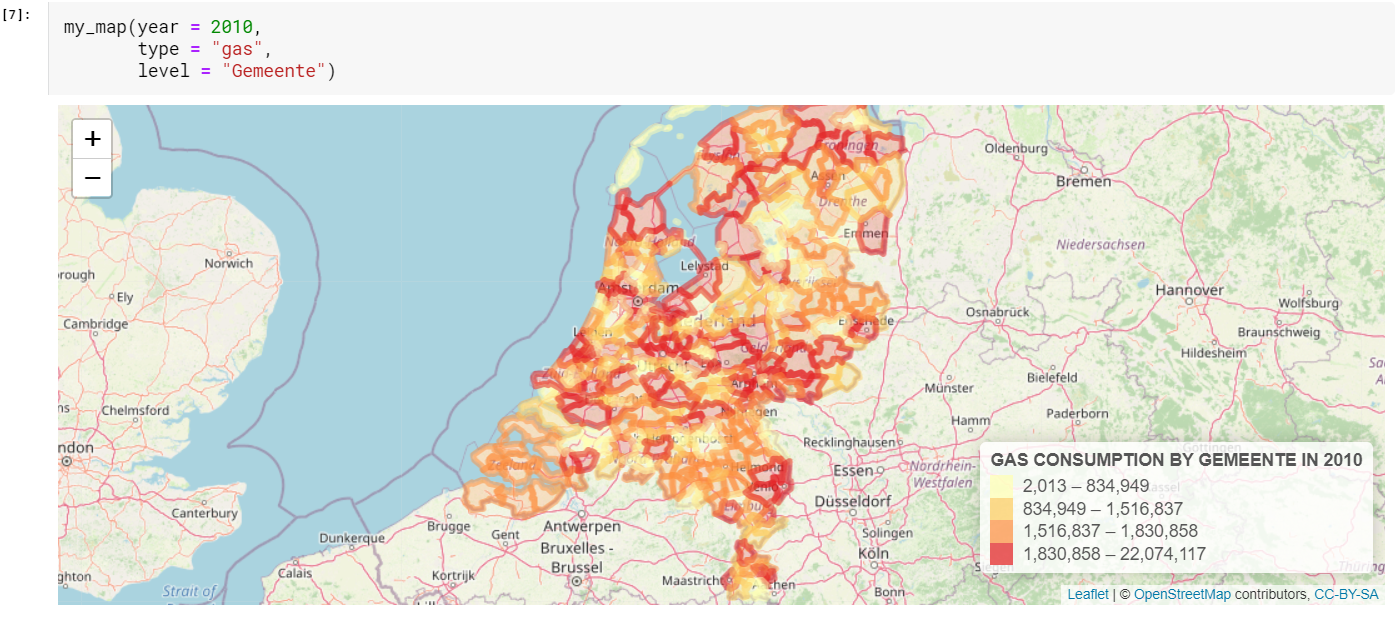 [7]:
my_map(year = 2010,
type = "gas",
level = "Gemeente")
+
−
Oldenburg
Bremen
Assen
Drenthe
Emmen
Niedersachsen
Norwich
Lelystad
Ely
Hannover
Amsterdam
Cambridge
Osnabrück
Wolfsburg
Enschede
Braunschweig
Hildesheim
Münster
Bielefeld
Chelmsford
Hamm
Paderborn
Recklinghausen
Zeeland
Helmond
Essen
Nordrhein-
Westfalen
Göttingen
Düsseldorf
Canterbury
Brugge
Antwerpen
Solingen
Dunkerque
Gent
Bruxelles -
Brussel
Köln
Calais
Kortrijk
Maastricht
Bonn
Strait of
GAS CONSUMPTION BY GEMEENTE IN 2010
2,013 – 834,949
834,949 – 1,516,837
1,516,837 – 1,830,858
1,830,858 – 22,074,117
Leaflet | © OpenStreetMap contributors, CC-BY-SA